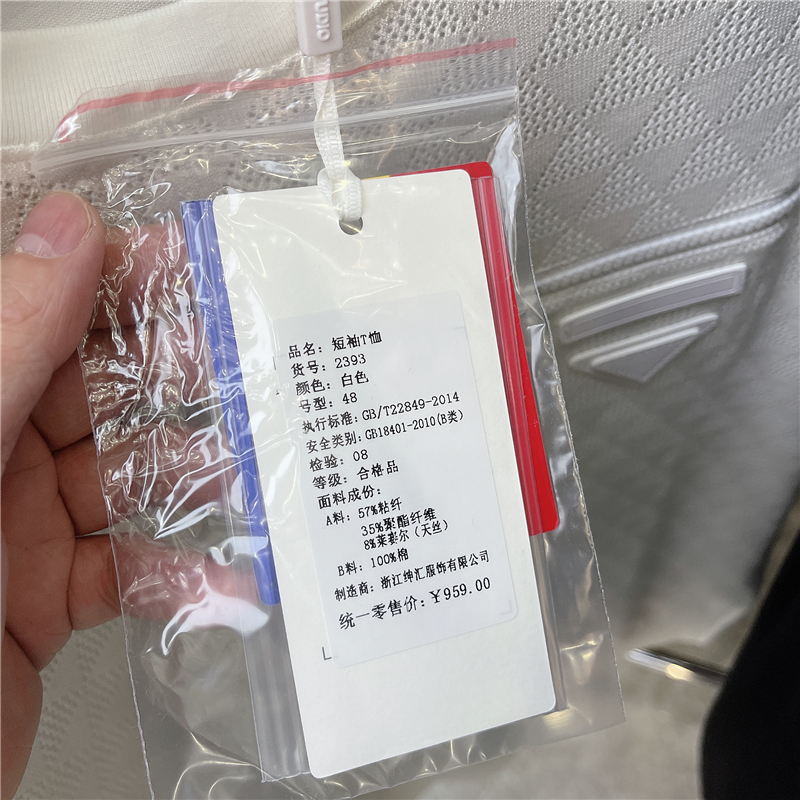 品名：短袖T恤
货号：2393
颜色：白色
号型：48
执行标准：GB/T22849-2014
安全类别：GB18401-2010(B类)
检验：08
等级：合格品
面料成份：
A料：57%粘纤
35%聚酯纤维
8%莱赛尔（天丝）
B料：100%棉
制造商：浙江绅汇服饰有限公司
统一零售价：￥959.00